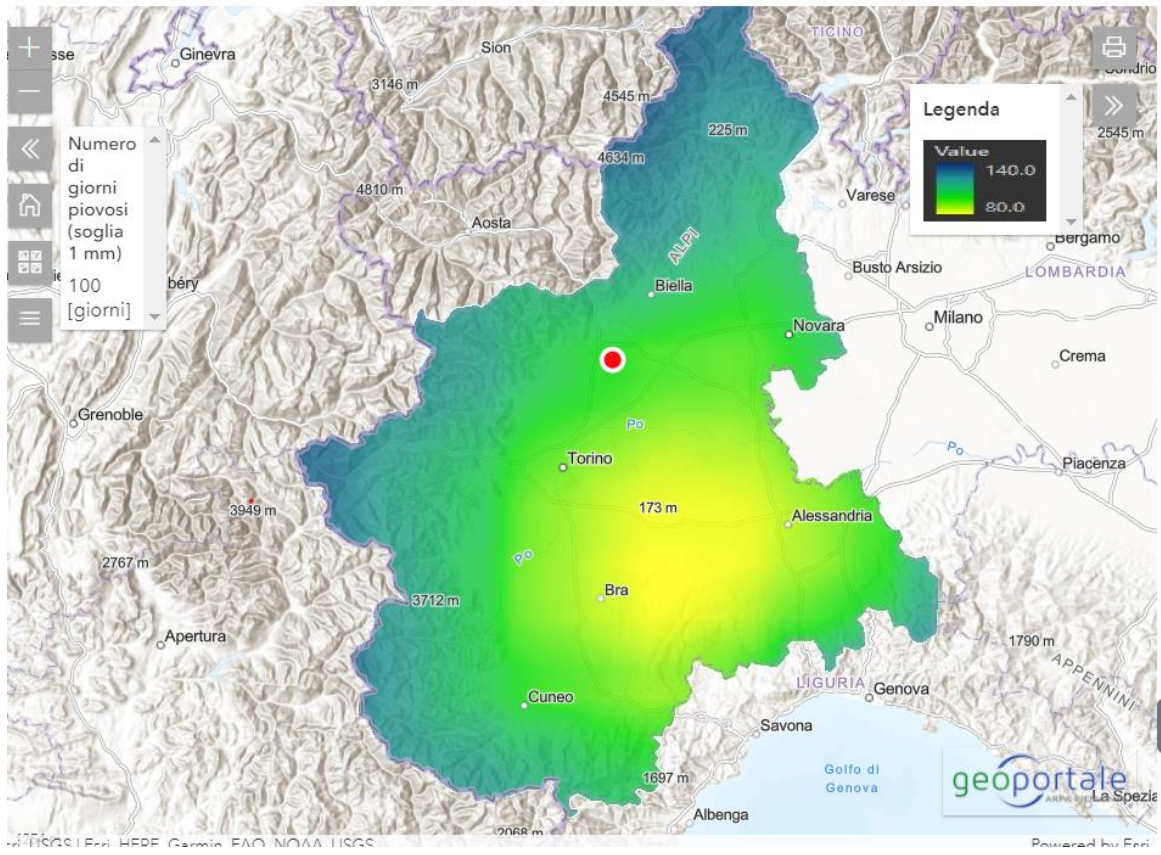 Ginevra
Sion
TICINO
3146 m
4545 m
225 m
4634 m
4810 m
Aosta
ALPI
Biella
Varese
2545 m
Bergamo
Busto Arsizio
LOMBARDIA
Novara
Milano
Crema
Grenoble
Po
Torino
Po
Piacenza
3949 m
173 m
Alessandria
2767 m
Po
Bra
3712 m
Apertura
1790 m
APPENNINI
LIGURIA
Genova
Cuneo
Savona
Golfo di
Genova
1697 m
Albenga
2068 m
La Spezia
Numero
di
giorni
piovosi
(soglia
1 mm)
100
[giorni]
béry
Legenda
Value
140.0
80.0
geoportale
USGS | Esri, HERE, Garmin, FAO, NOAA, USGS
Powered by Esri